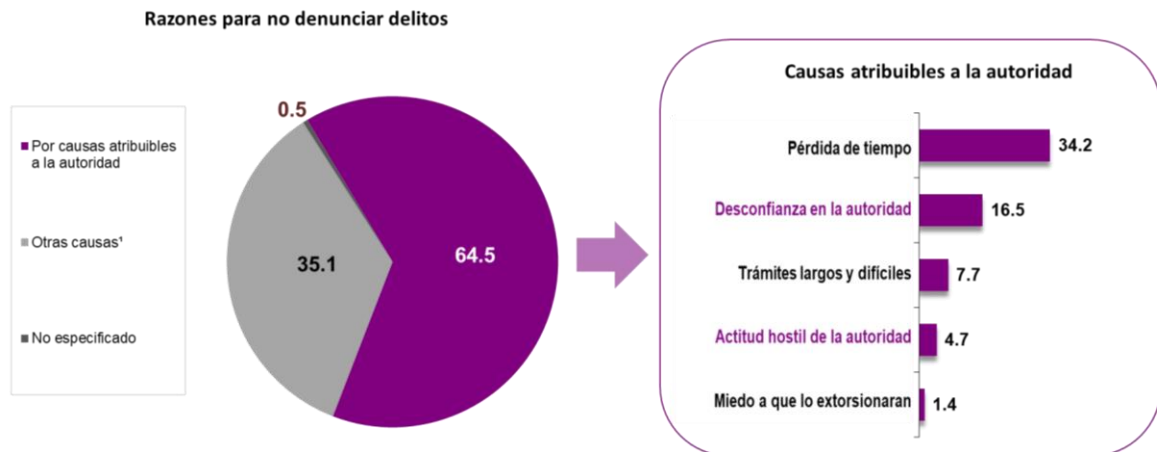 Razones para no denunciar delitos
Por causas atribuibles
a la autoridad
Otras causas¹
No especificado
0.5
35.1
64.5
Causas atribuibles a la autoridad
Pérdida de tiempo
34.2
Desconfianza en la autoridad
16.5
Trámites largos y difíciles
7.7
Actitud hostil de la autoridad
4.7
Miedo a que lo extorsionaran
1.4